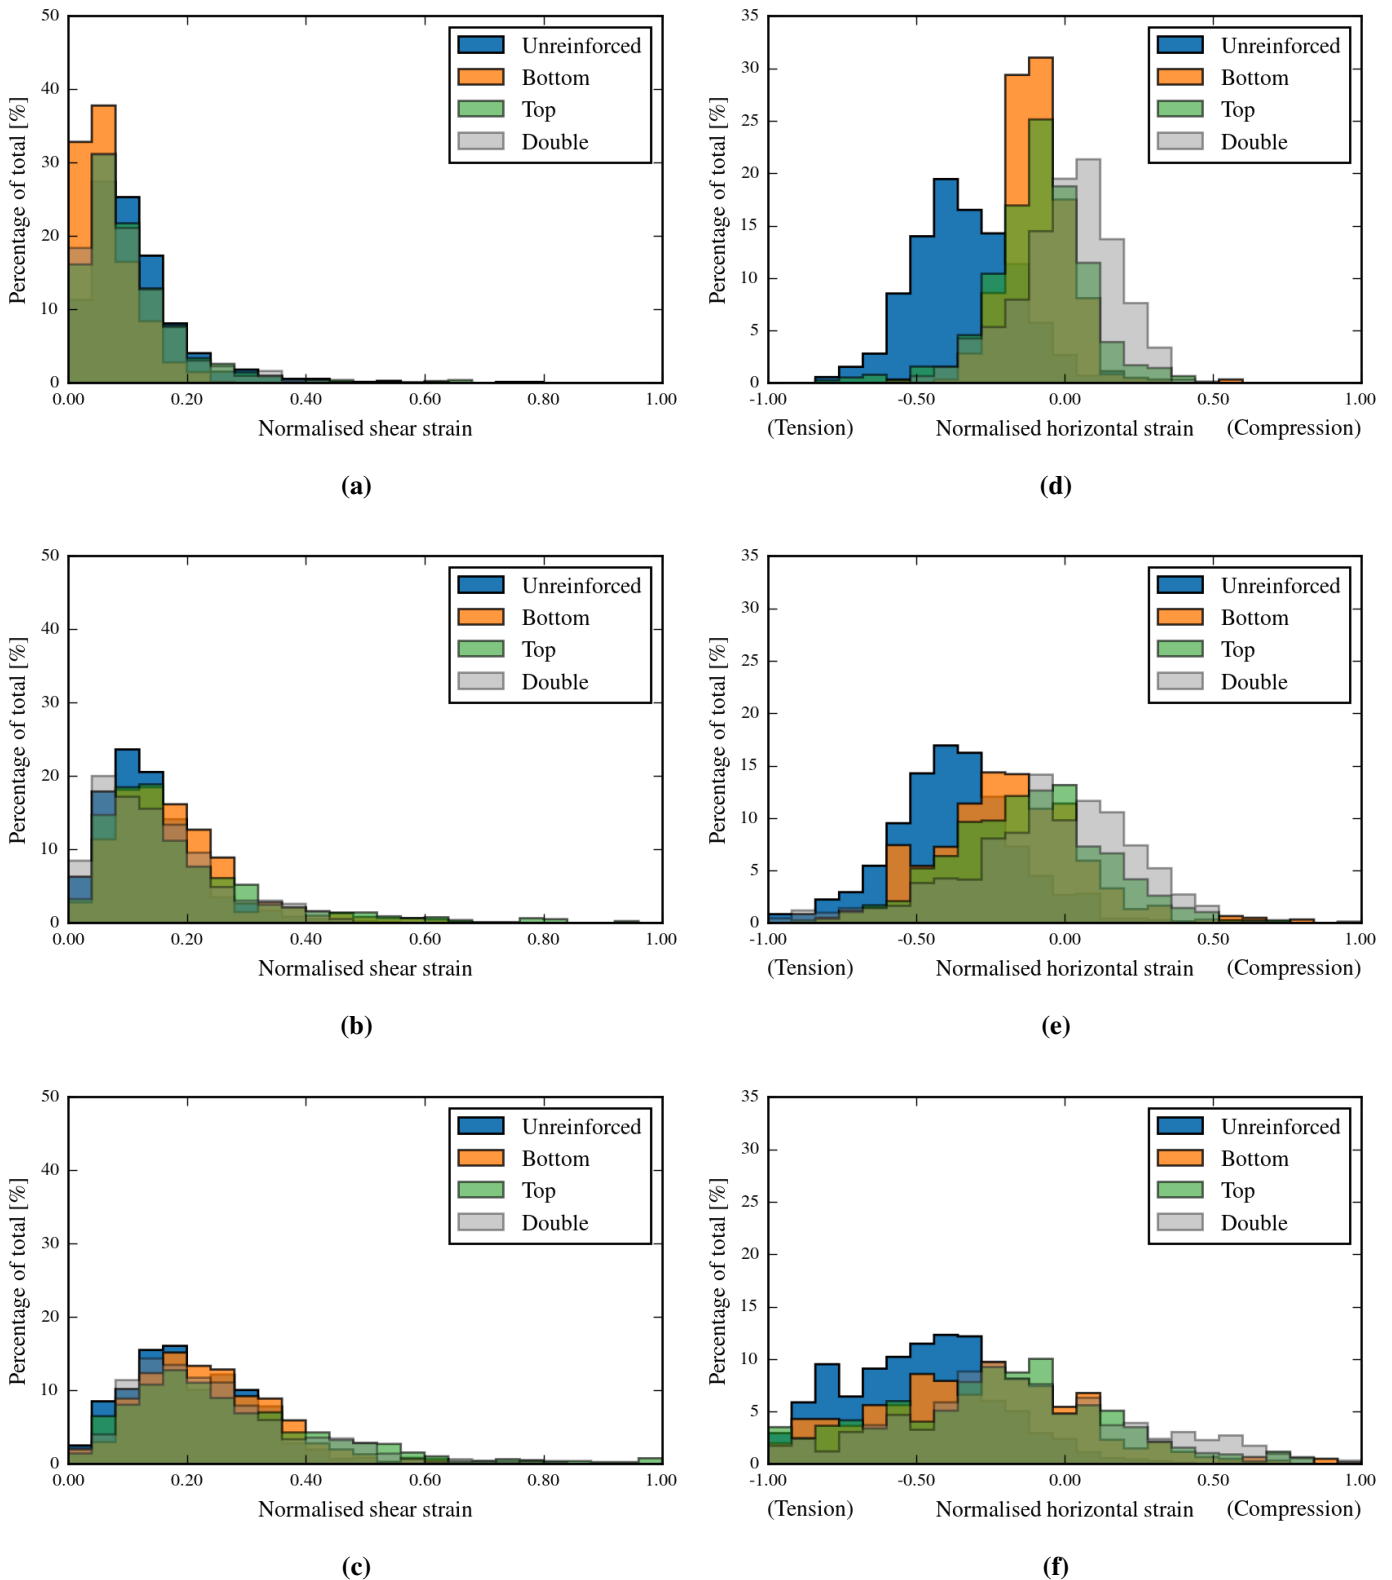 50
40
30
20
10
0
Percentage of total [%]
Unreinforced
Bottom
Top
Double
0.00 0.20 0.40 0.60 0.80 1.00
Normalised shear strain
(a)
35
30
25
20
15
10
5
0
Percentage of total [%]
Unreinforced
Bottom
Top
Double
-1.00 -0.50 0.00 0.50 1.00
(Tension) Normalised horizontal strain (Compression)
(d)
50
40
30
20
10
0
Percentage of total [%]
Unreinforced
Bottom
Top
Double
0.00 0.20 0.40 0.60 0.80 1.00
Normalised shear strain
(b)
35
30
25
20
15
10
5
0
Percentage of total [%]
Unreinforced
Bottom
Top
Double
-1.00 -0.50 0.00 0.50 1.00
(Tension) Normalised horizontal strain (Compression)
(e)
50
40
30
20
10
0
Percentage of total [%]
Unreinforced
Bottom
Top
Double
0.00 0.20 0.40 0.60 0.80 1.00
Normalised shear strain
(c)
35
30
25
20
15
10
5
0
Percentage of total [%]
Unreinforced
Bottom
Top
Double
-1.00 -0.50 0.00 0.50 1.00
(Tension) Normalised horizontal strain (Compression)
(f)